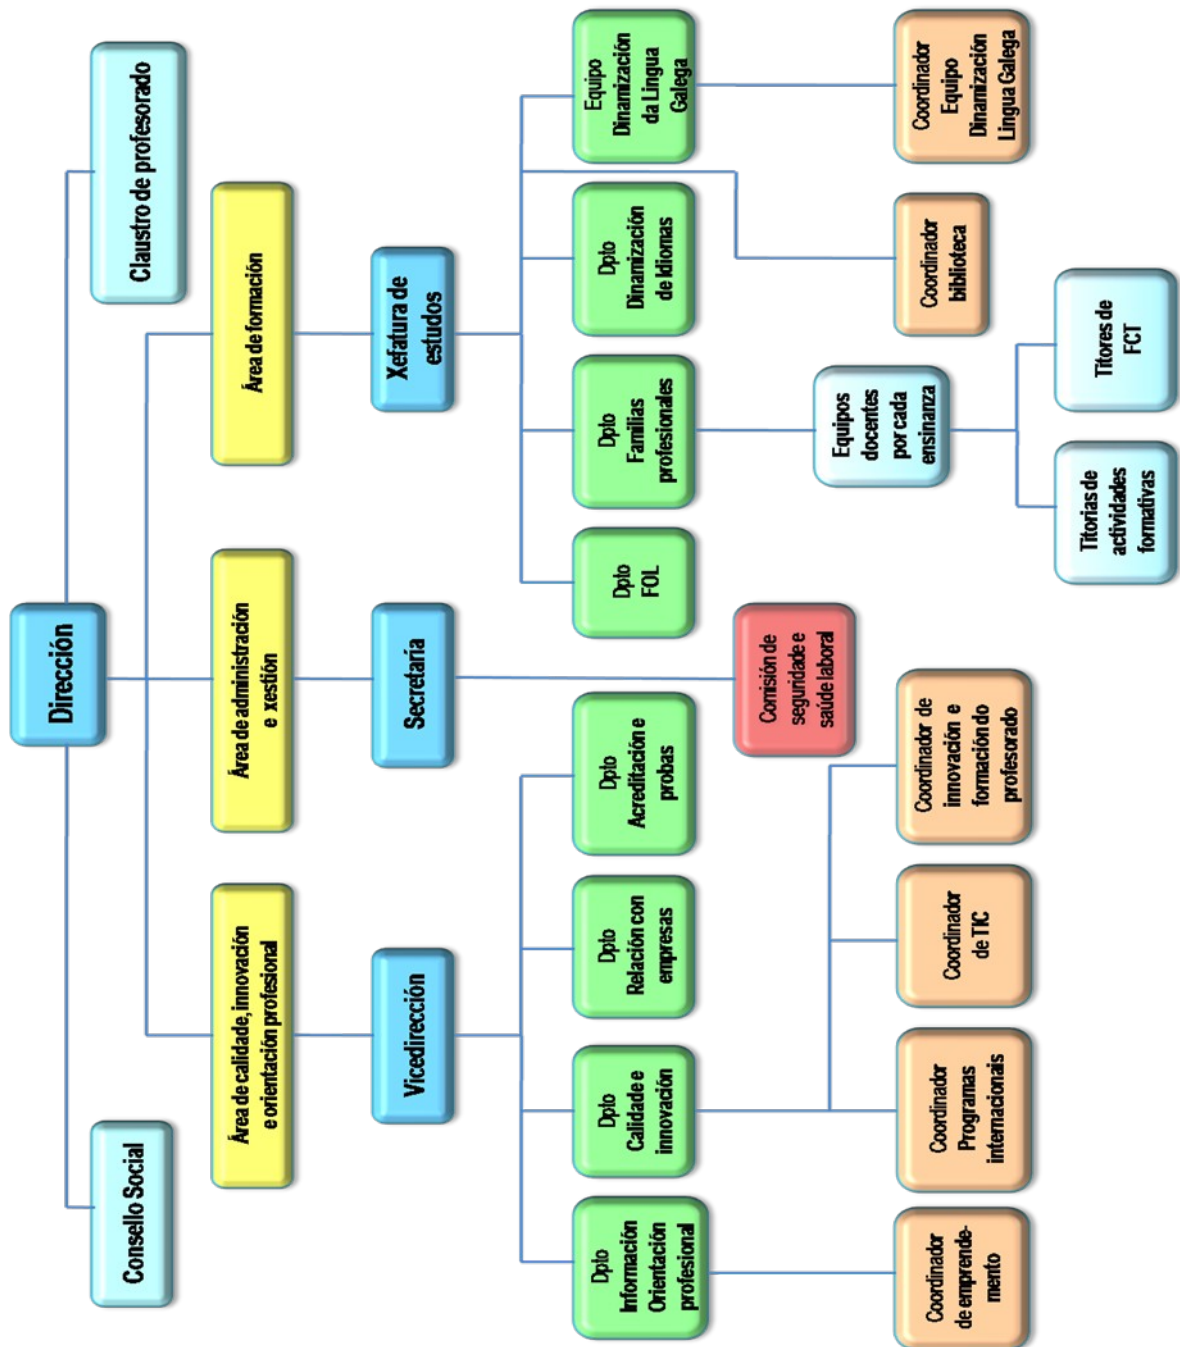 Dirección
Consello Social
Claustro de profesorado
Área de calidade, innovación
e orientación profesional
Área de administración
e xestión
Área de formación
Vicedirección
Secretaría
Xefatura de
estudos
Dpto
Información
Orientación
profesional
Dpto
Calidade e
innovación
Dpto
Relación con
empresas
Dpto
Acreditación e
probas
Dpto
FOL
Dpto
Familias
profesionales
Dpto
Dinamización
de Idiomas
Equipo
Dinamización
da Lingua
Galega
Comisión de
seguridade e
saúde laboral
Equipos
docentes
por cada
ensinanza
Coordinador
de emprende-
mento
Coordinador
Programas
internacionais
Coordinador
de TIC
Coordinador de
innovación e
formación do
profesorado
Coordinador
biblioteca
Coordinador
Equipo
Dinamización
Lingua Galega
Titorias de
actividades
formativas
Titores de
FCT